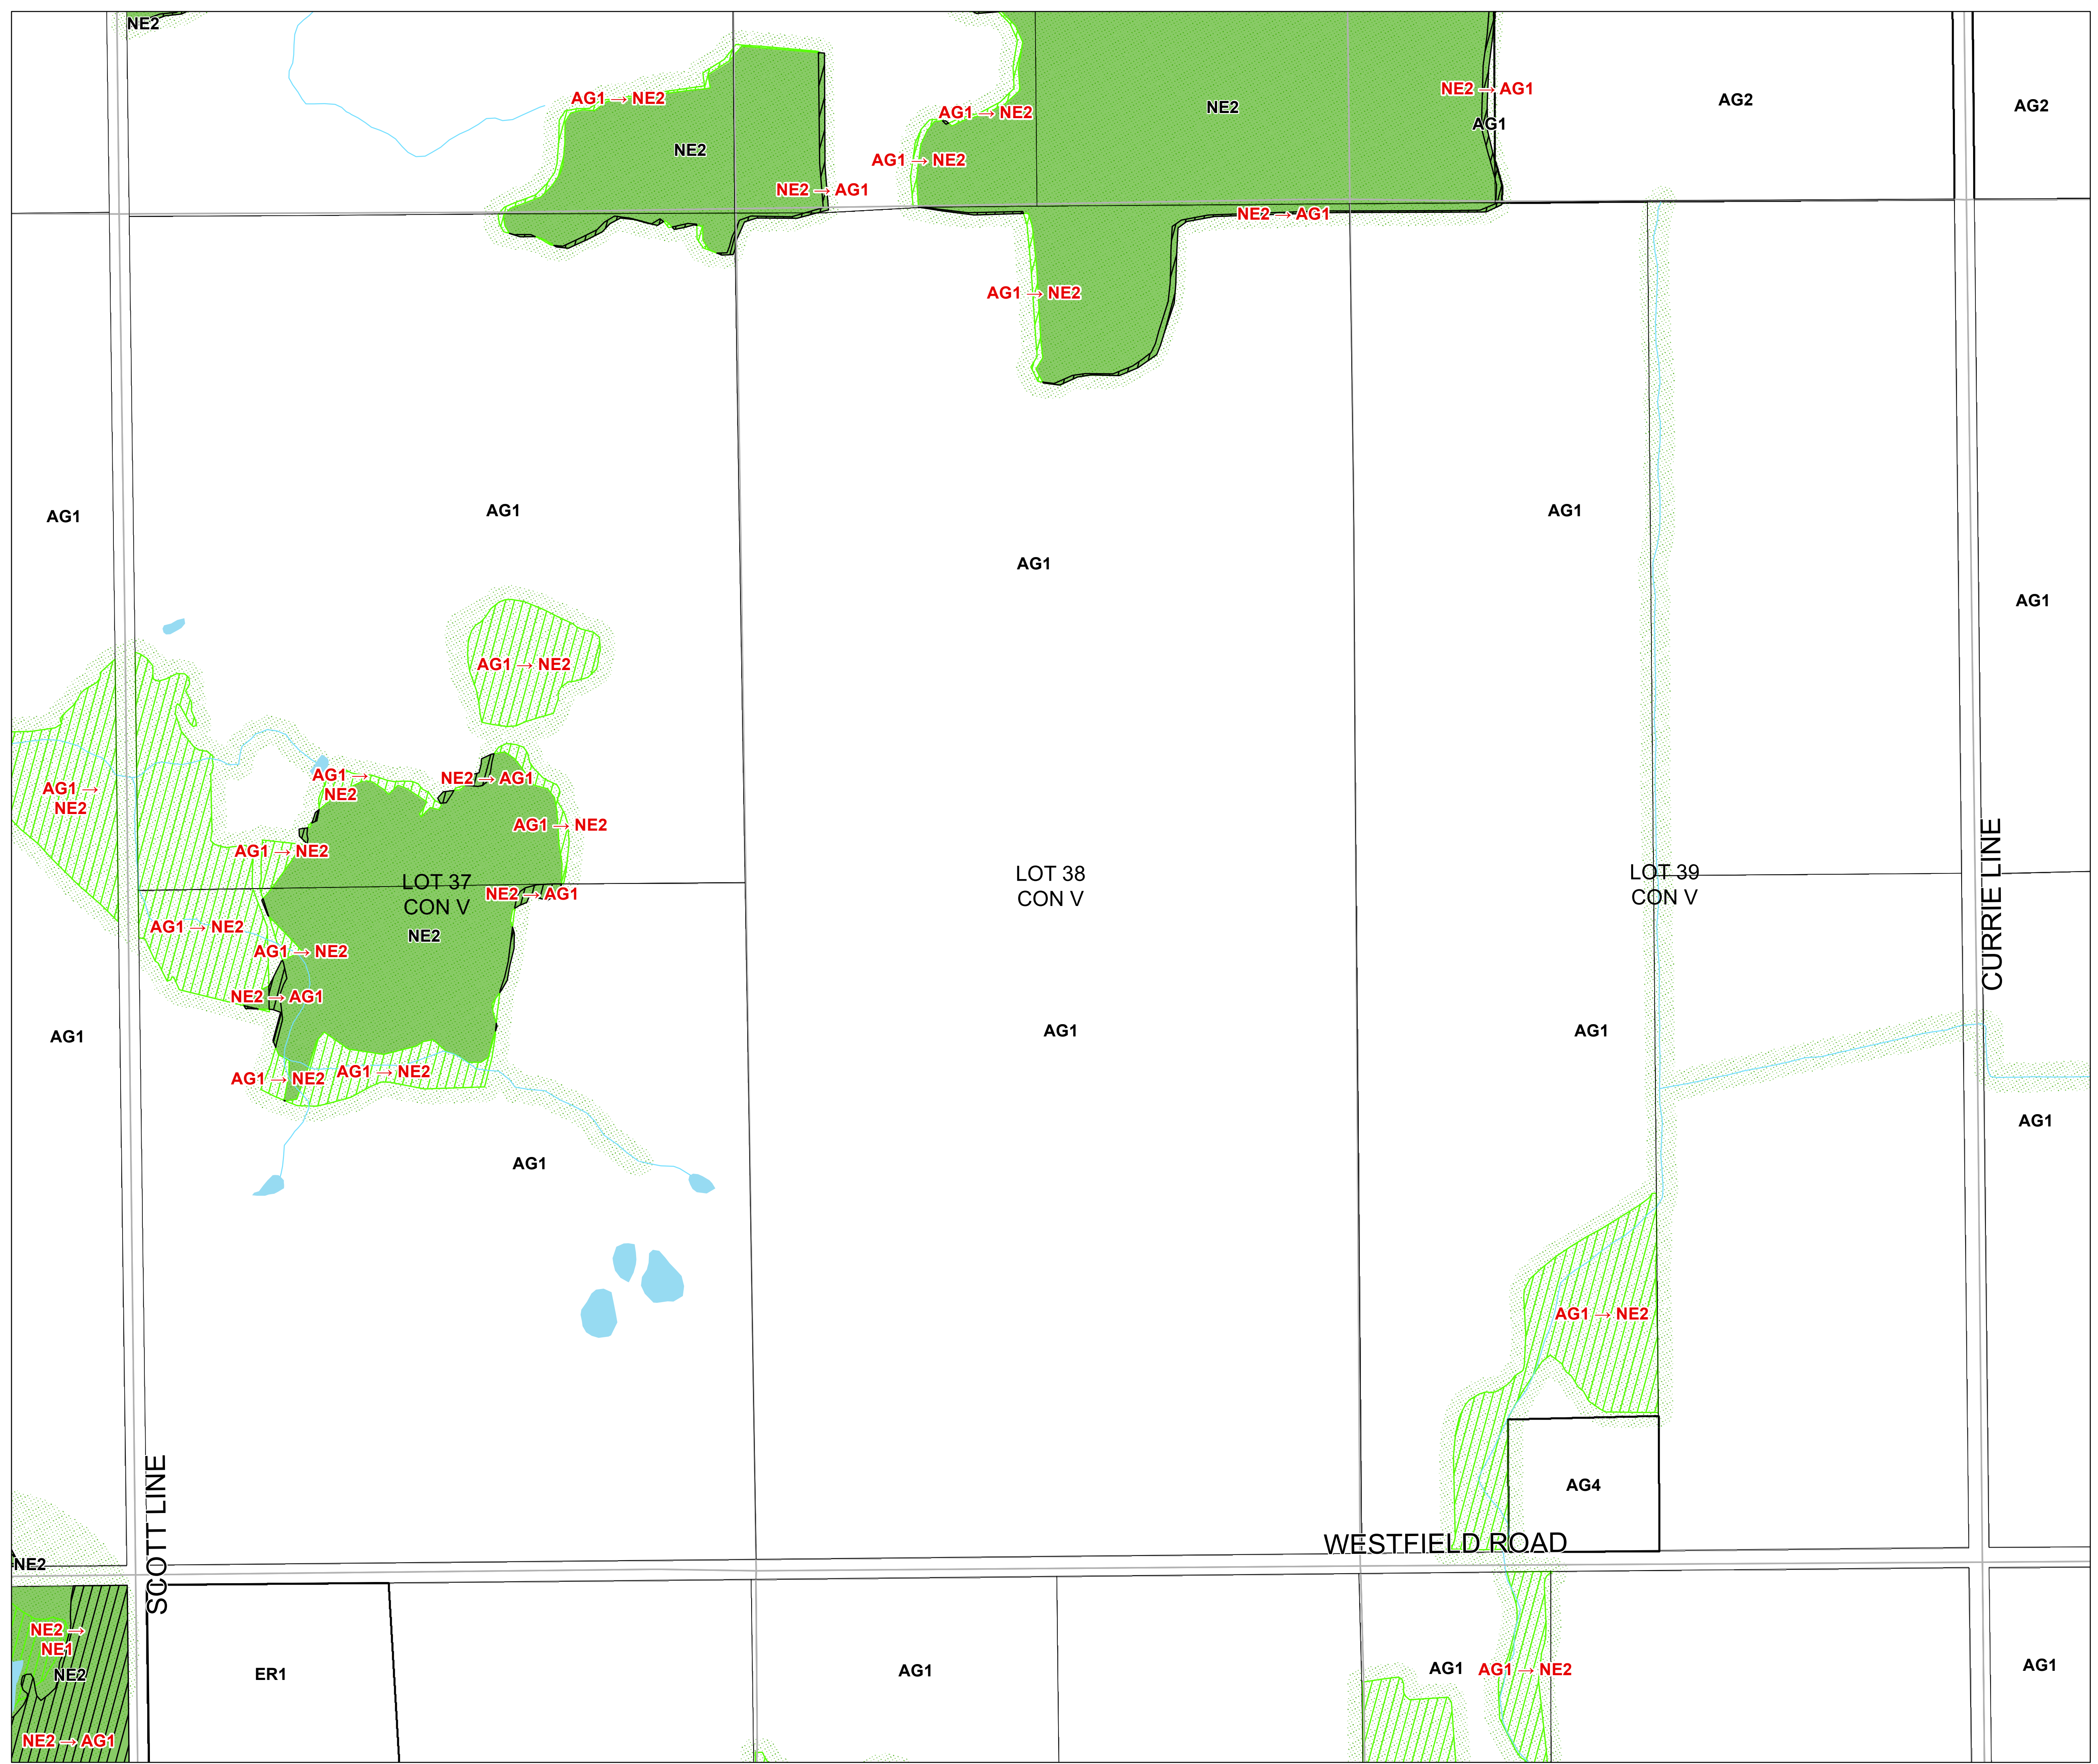 NE2
AG1 → NE2
NE2
NE2 → AG1
AG1 → NE2
AG1 → NE2
NE2
NE2 → AG1
AG1
AG2
AG2
NE2 → AG1
AG1 → NE2
AG1
AG1
AG1
AG1
AG1
AG1 → NE2
AG1 →
NE2
AG1 →
NE2
NE2 → AG1
AG1 → NE2
AG1 → NE2
LOT 37
CON V
NE2
NE2 → AG1
AG1 → NE2
AG1 → NE2
NE2 → AG1
AG1 → NE2
AG1 → NE2
LOT 38
CON V
LOT 39
CON V
CURRIE LINE
AG1
AG1
AG1
AG1
AG1
AG1 → NE2
AG4
WESTFIELD ROAD
SCOTT LINE
NE2
NE2 →
NE1
NE2
NE2 → AG1
ER1
AG1
AG1
AG1 → NE2
AG1